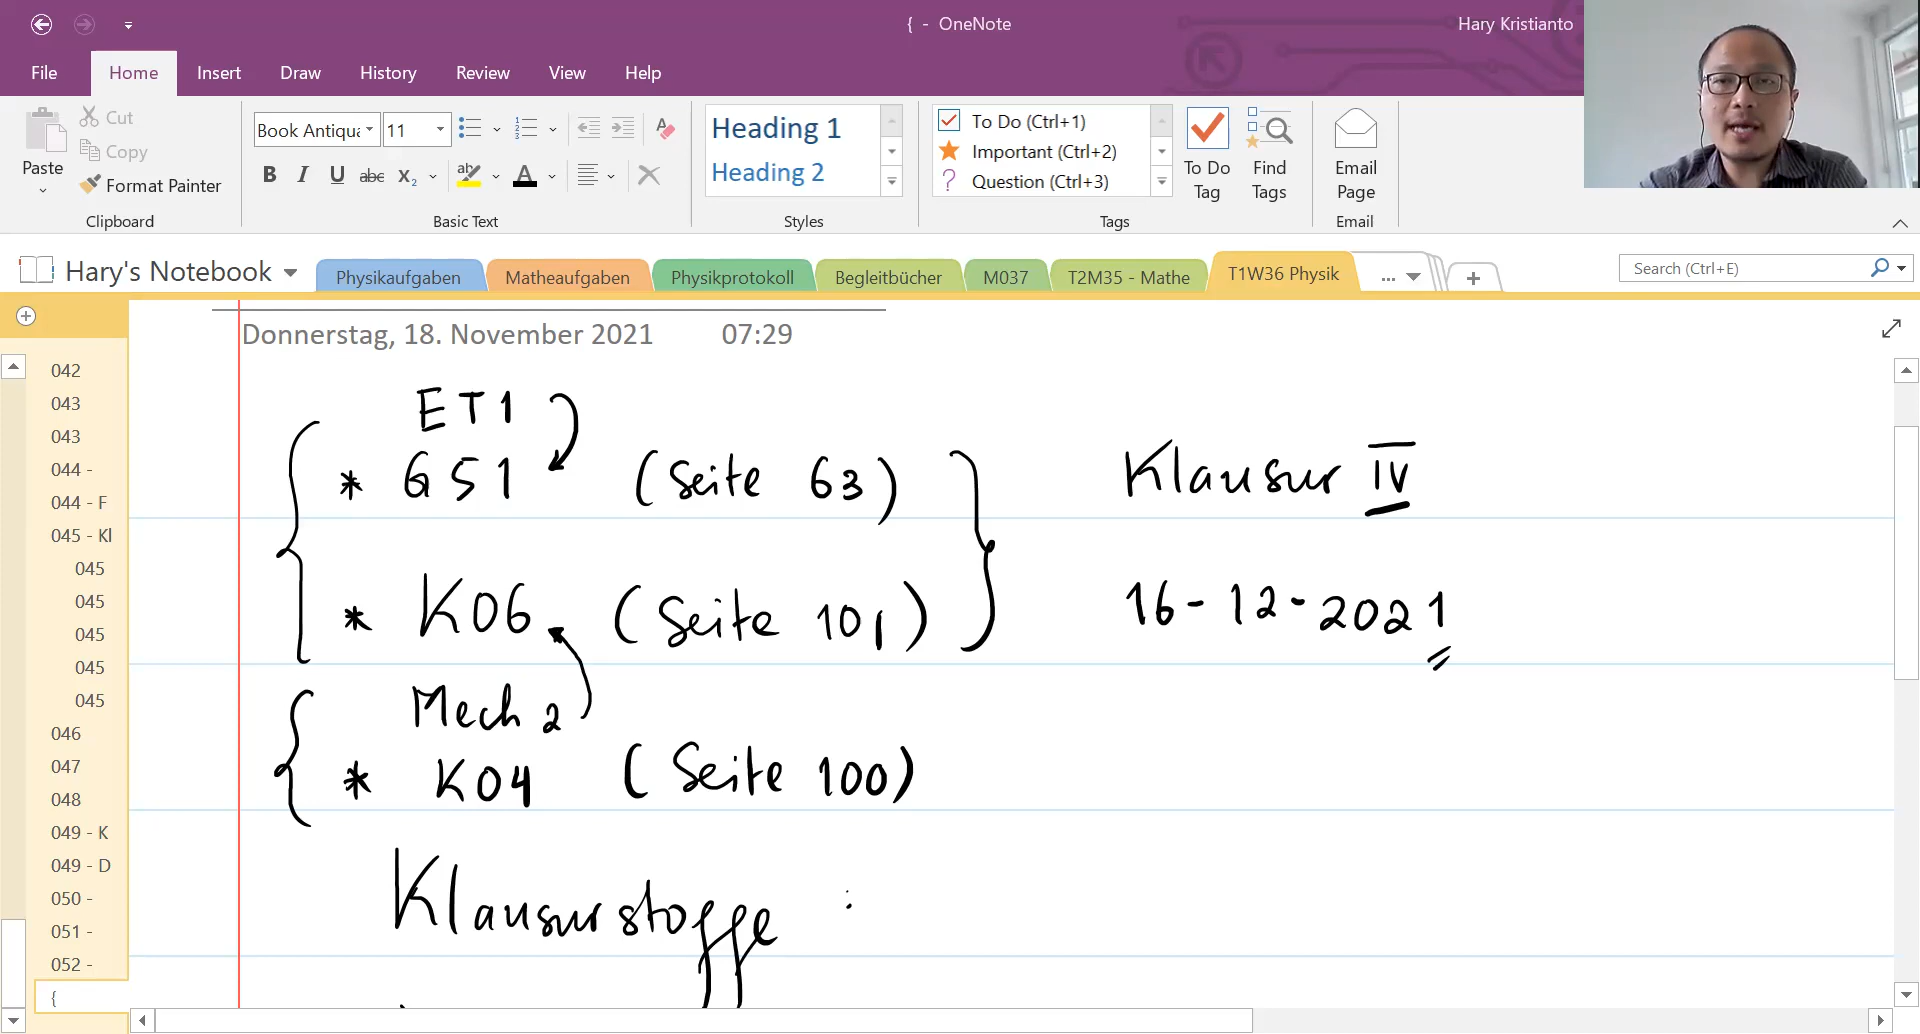 { - OneNote
Hary Kristianto
File Home Insert Draw History Review View Help
Paste
Cut
Copy
Format Painter
Clipboard
Book Antiqua 11
B I U abc X₂ ab A
Basic Text
Heading 1
Heading 2
Styles
To Do (Ctrl+1)
Important (Ctrl+2)
Question (Ctrl+3)
To Do Tag
Find Tags
Tags
Email Page
Email
Hary's Notebook
Physikaufgaben Matheaufgaben Physikprotokoll Begleitbücher M037 T2M35 - Mathe T1W36 Physik ... +
Search (Ctrl+E)
042
043
043
044 -
044 - F
045 - Kl
045
045
045
045
045
046
047
048
049 - K
049 - D
050 -
051 -
052 -
{
Donnerstag, 18. November 2021 07:29
ET1
* GS1 (Seite 63) Klausur IV
* K06 (Seite 101) 16-12-2021
Mech 2
* K04 (Seite 100)
Klausurstoffe :